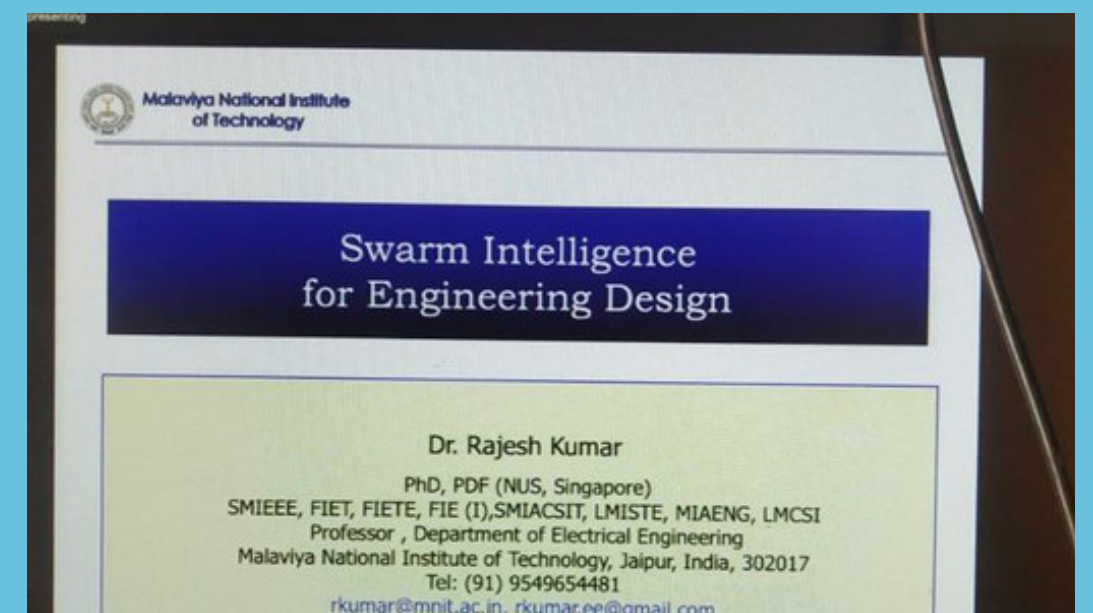 presenting
Malaviya National Institute
of Technology
Swarm Intelligence
for Engineering Design
Dr. Rajesh Kumar
PhD, PDF (NUS, Singapore)
SMIEEE, FIET, FIETE, FIE (I),SMIACSIT, LMISTE, MIAENG, LMCSI
Professor , Department of Electrical Engineering
Malaviya National Institute of Technology, Jaipur, India, 302017
Tel: (91) 9549654481
rkumar@mnit.ac.in, rkumar.ee@gmail.com